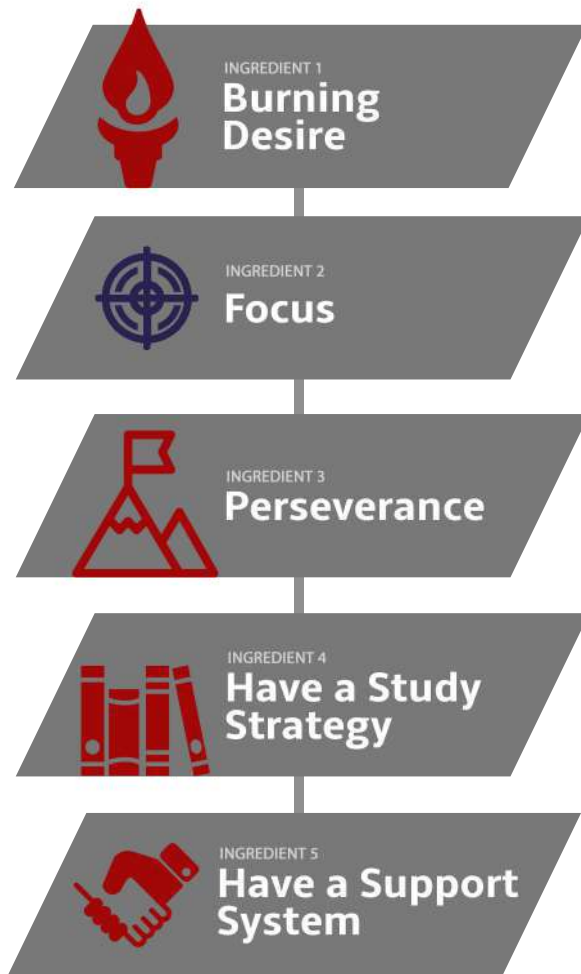 INGREDIENT 1
Burning
Desire
INGREDIENT 2
Focus
INGREDIENT 3
Perseverance
INGREDIENT 4
Have a Study
Strategy
INGREDIENT 5
Have a Support
System